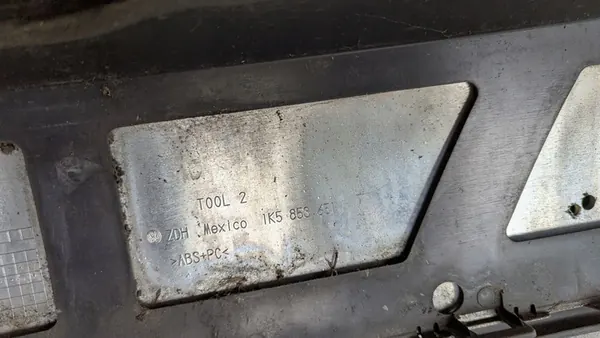 TOOL 2
ZDH Mexico 1K5 853
>ABS+PC<